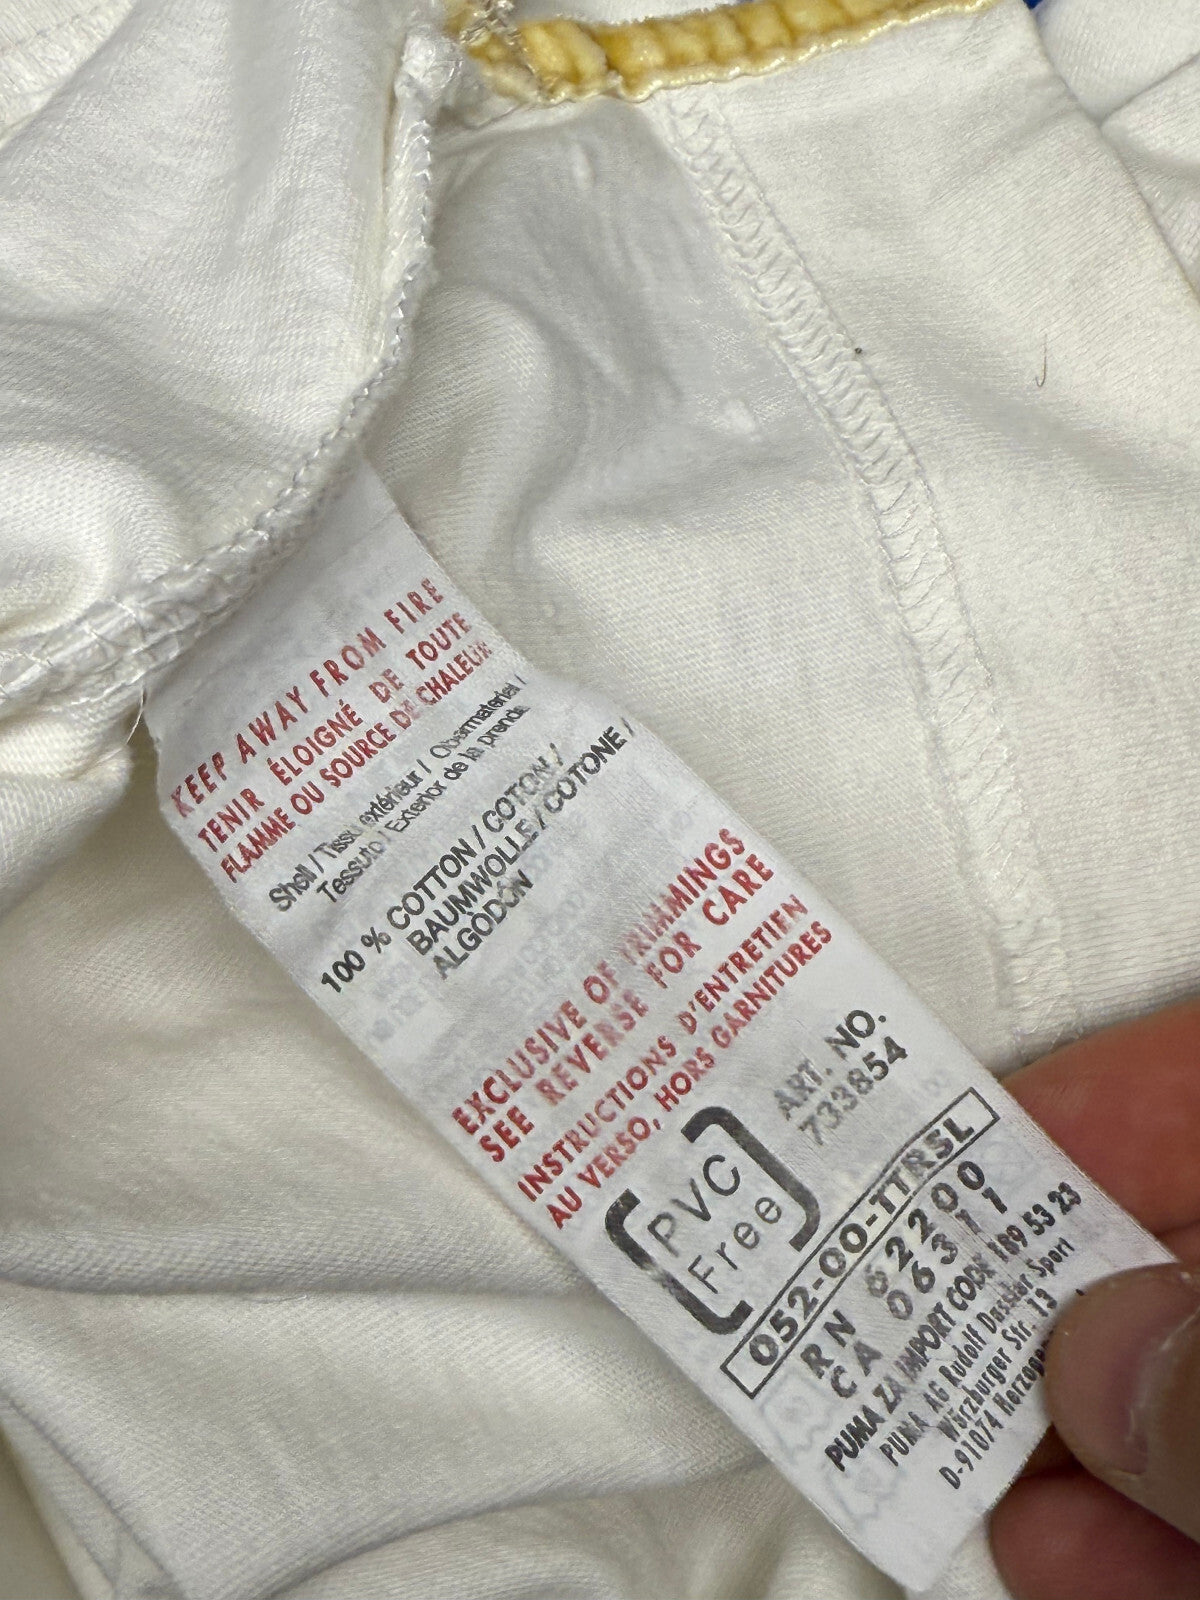 KEEP AWAY FROM FIRE
TENIR ÉLOIGNÉ DE TOUTE
FLAMME OU SOURCE DE CHALEUR
Shell / Tissu extérieur / Obermaterial /
Tessuto / Exterior de la prenda
100 % COTTON / COTON /
BAUMWOLLE / COTONE /
ALGÒDÓN
EXCLUSIVE OF TRIMMINGS
SEE REVERSE FOR CARE
INSTRUCTIONS D'ENTRETIEN
AU VERSO, HORS GARNITURES
PVC
Free
ART. NO.
733854
052-00-TTRSL
RN 62200
CA 06311
PUMA ZA IMPORT CODE 189 53 23
PUMA AG Rudolf Dassler Sport
Würzburger Str. 13
D-91074